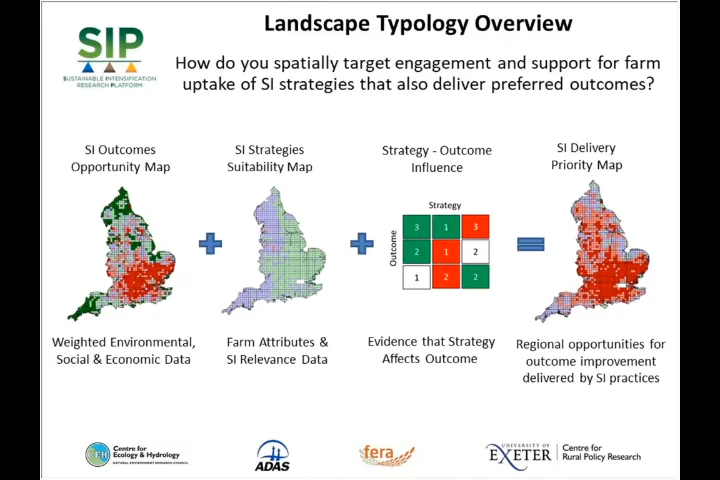 Landscape Typology Overview
SIP
SUSTAINABLE INTENSIFICATION
RESEARCH PLATFORM
How do you spatially target engagement and support for farm
uptake of SI strategies that also deliver preferred outcomes?
SI Outcomes
Opportunity Map
SI Strategies
Suitability Map
Strategy - Outcome
Influence
SI Delivery
Priority Map
Strategy
Outcome
3 1 3
2 1 2
1 2 2
Weighted Environmental,
Social & Economic Data
Farm Attributes &
SI Relevance Data
Evidence that Strategy
Affects Outcome
Regional opportunities for
outcome improvement
delivered by SI practices
CEH
Centre for
Ecology & Hydrology
NATURAL ENVIRONMENT RESEARCH COUNCIL
ADAS
fera
UNIVERSITY OF
EXETER
Centre for
Rural Policy Research